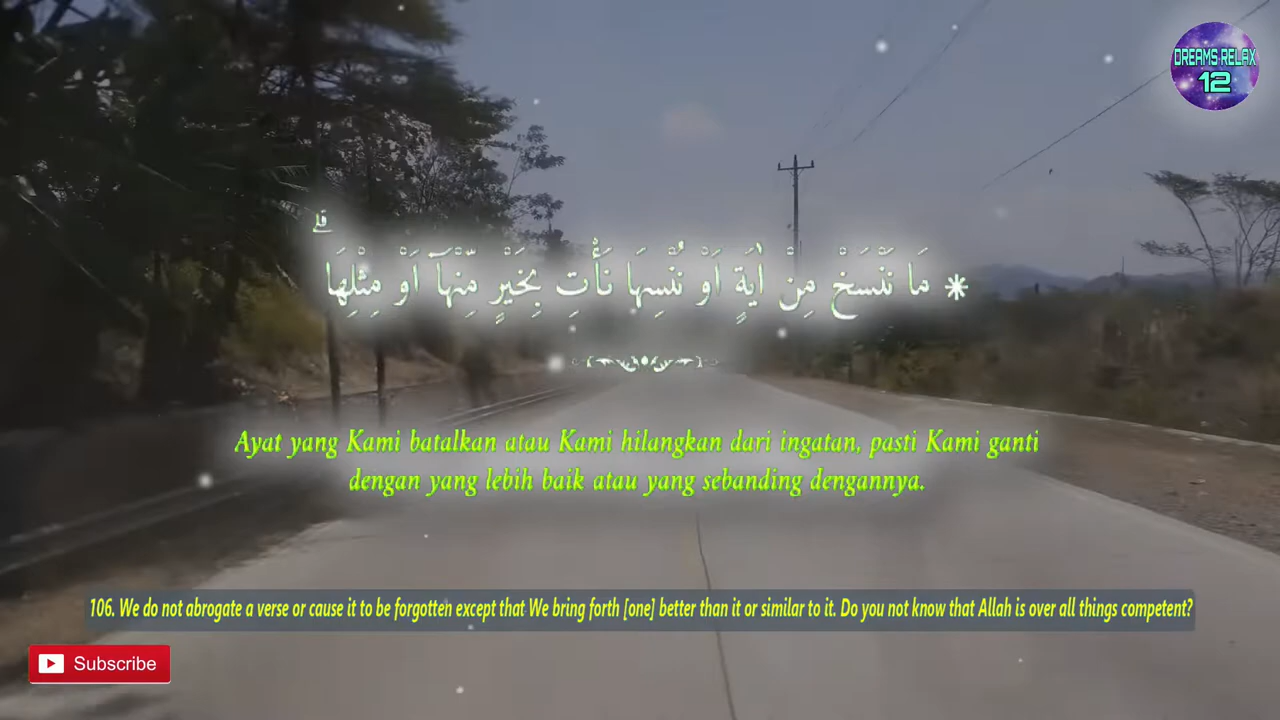 DREAMS RELAX
12
۞ مَا نَنْسَخْ مِنْ اٰيَةٍ اَوْ نُنْسِهَا نَأْتِ بِخَيْرٍ مِّنْهَآ اَوْ مِثْلِهَا ۗ
Ayat yang Kami batalkan atau Kami hilangkan dari ingatan, pasti Kami ganti
dengan yang lebih baik atau yang sebanding dengannya.
106. We do not abrogate a verse or cause it to be forgotten except that We bring forth [one] better than it or similar to it. Do you not know that Allah is over all things competent?
Subscribe